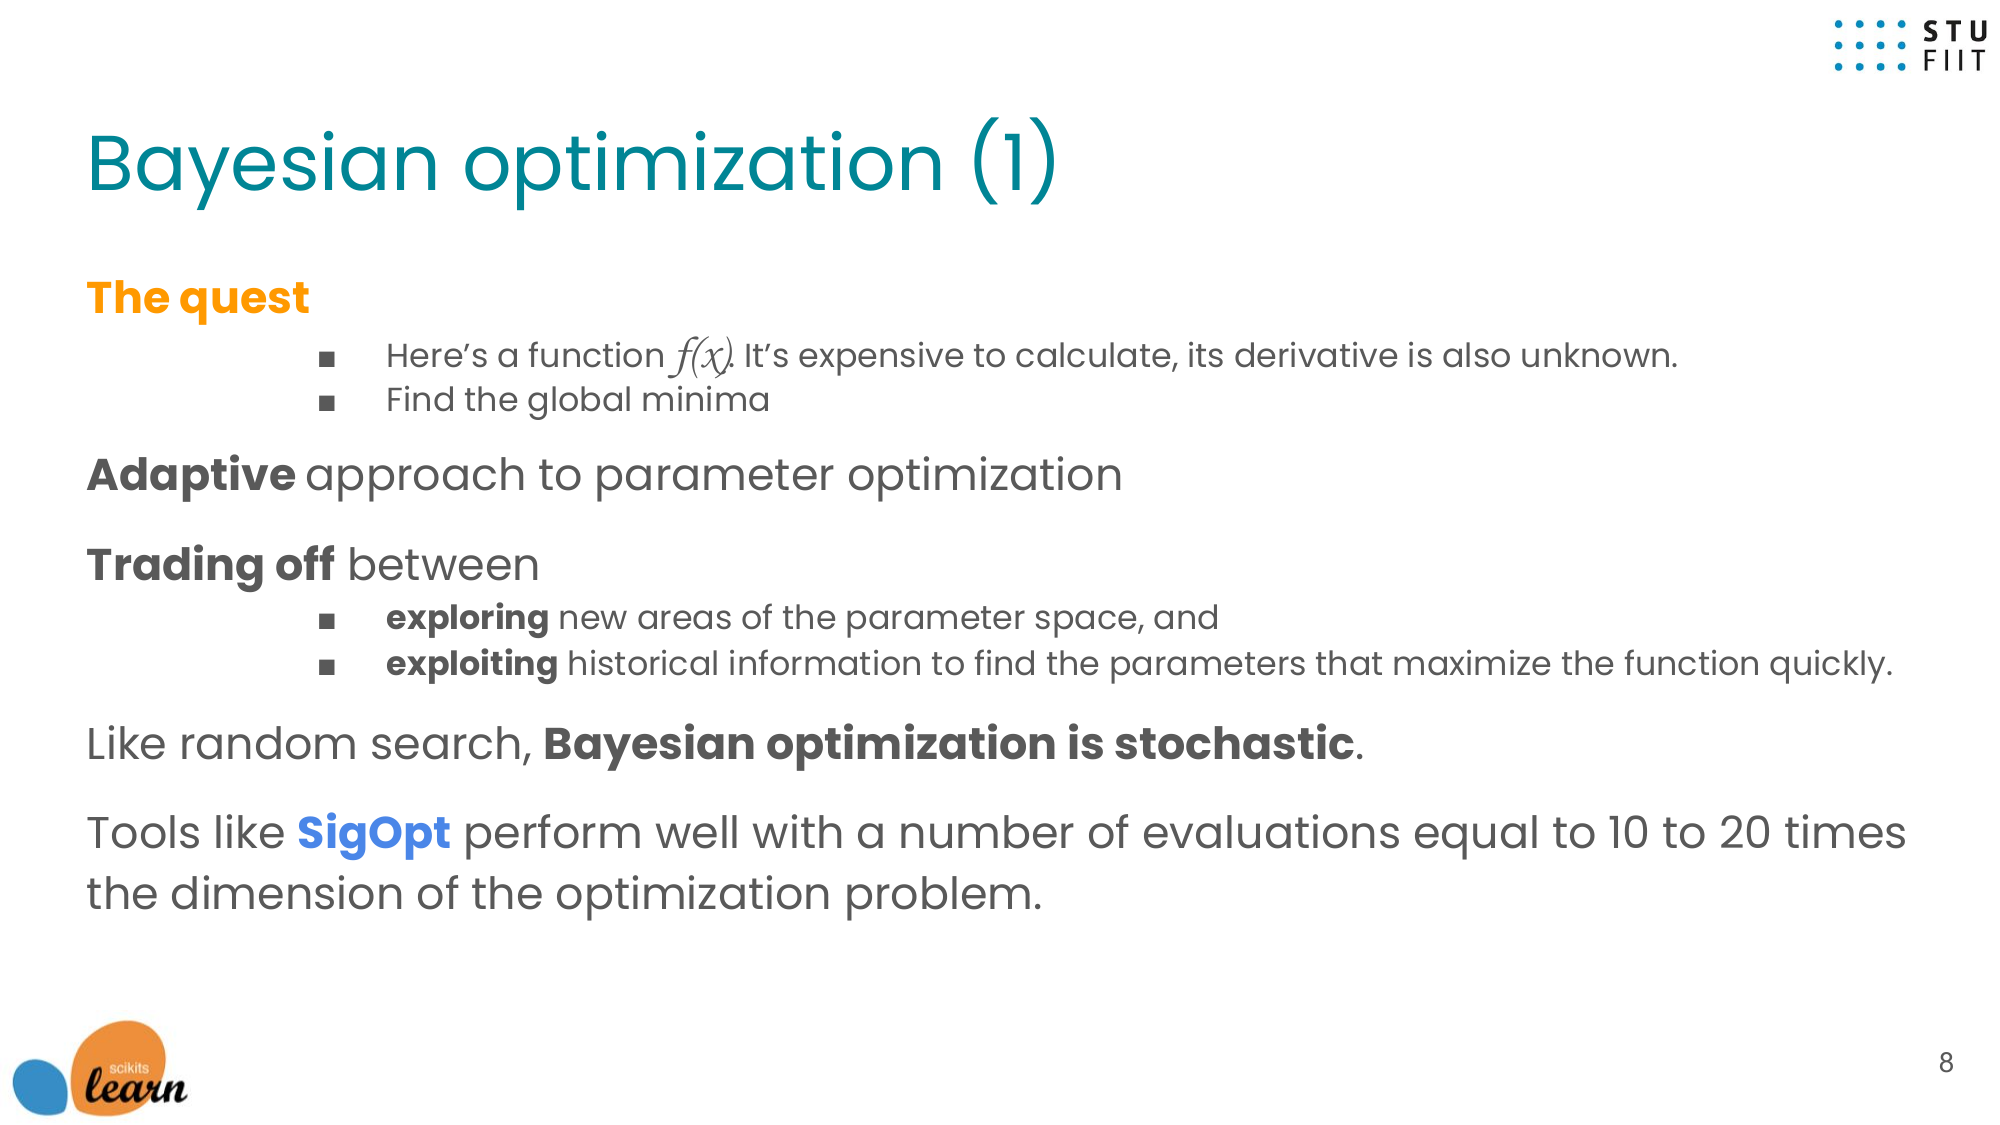 STU
FIIT
Bayesian optimization (1)
The quest
▪ Here’s a function f(x). It’s expensive to calculate, its derivative is also unknown.
▪ Find the global minima
Adaptive approach to parameter optimization
Trading off between
▪ exploring new areas of the parameter space, and
▪ exploiting historical information to find the parameters that maximize the function quickly.
Like random search, Bayesian optimization is stochastic.
Tools like SigOpt perform well with a number of evaluations equal to 10 to 20 times
the dimension of the optimization problem.
scikits
learn
8